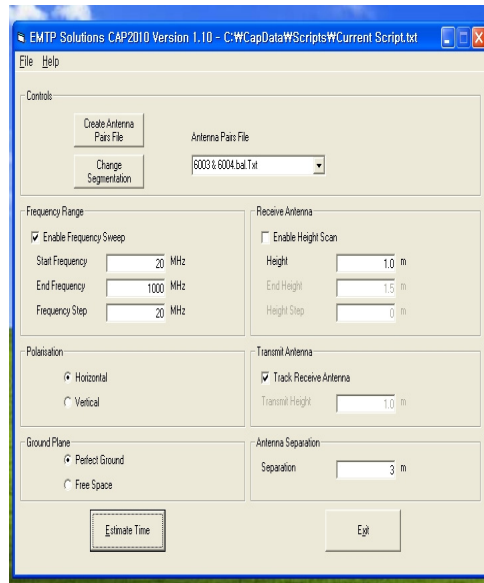 EMTP Solutions CAP2010 Version 1.10 - C:₩CapData₩Scripts₩Current Script.txt
File Help
Controls
Create Antenna
Pairs File
Antenna Pairs File
Change
Segmentation
6003 & 6004.bal.Txt
Frequency Range
Enable Frequency Sweep
Start Frequency 20 MHz
End Frequency 1000 MHz
Frequency Step 20 MHz
Receive Antenna
Enable Height Scan
Height 1.0 m
End Height 1.5 m
Height Step 0 m
Polarisation
Horizontal
Vertical
Transmit Antenna
Track Receive Antenna
Transmit Height 1.0 m
Ground Plane
Perfect Ground
Free Space
Antenna Separation
Separation 3 m
Estimate Time
Exit